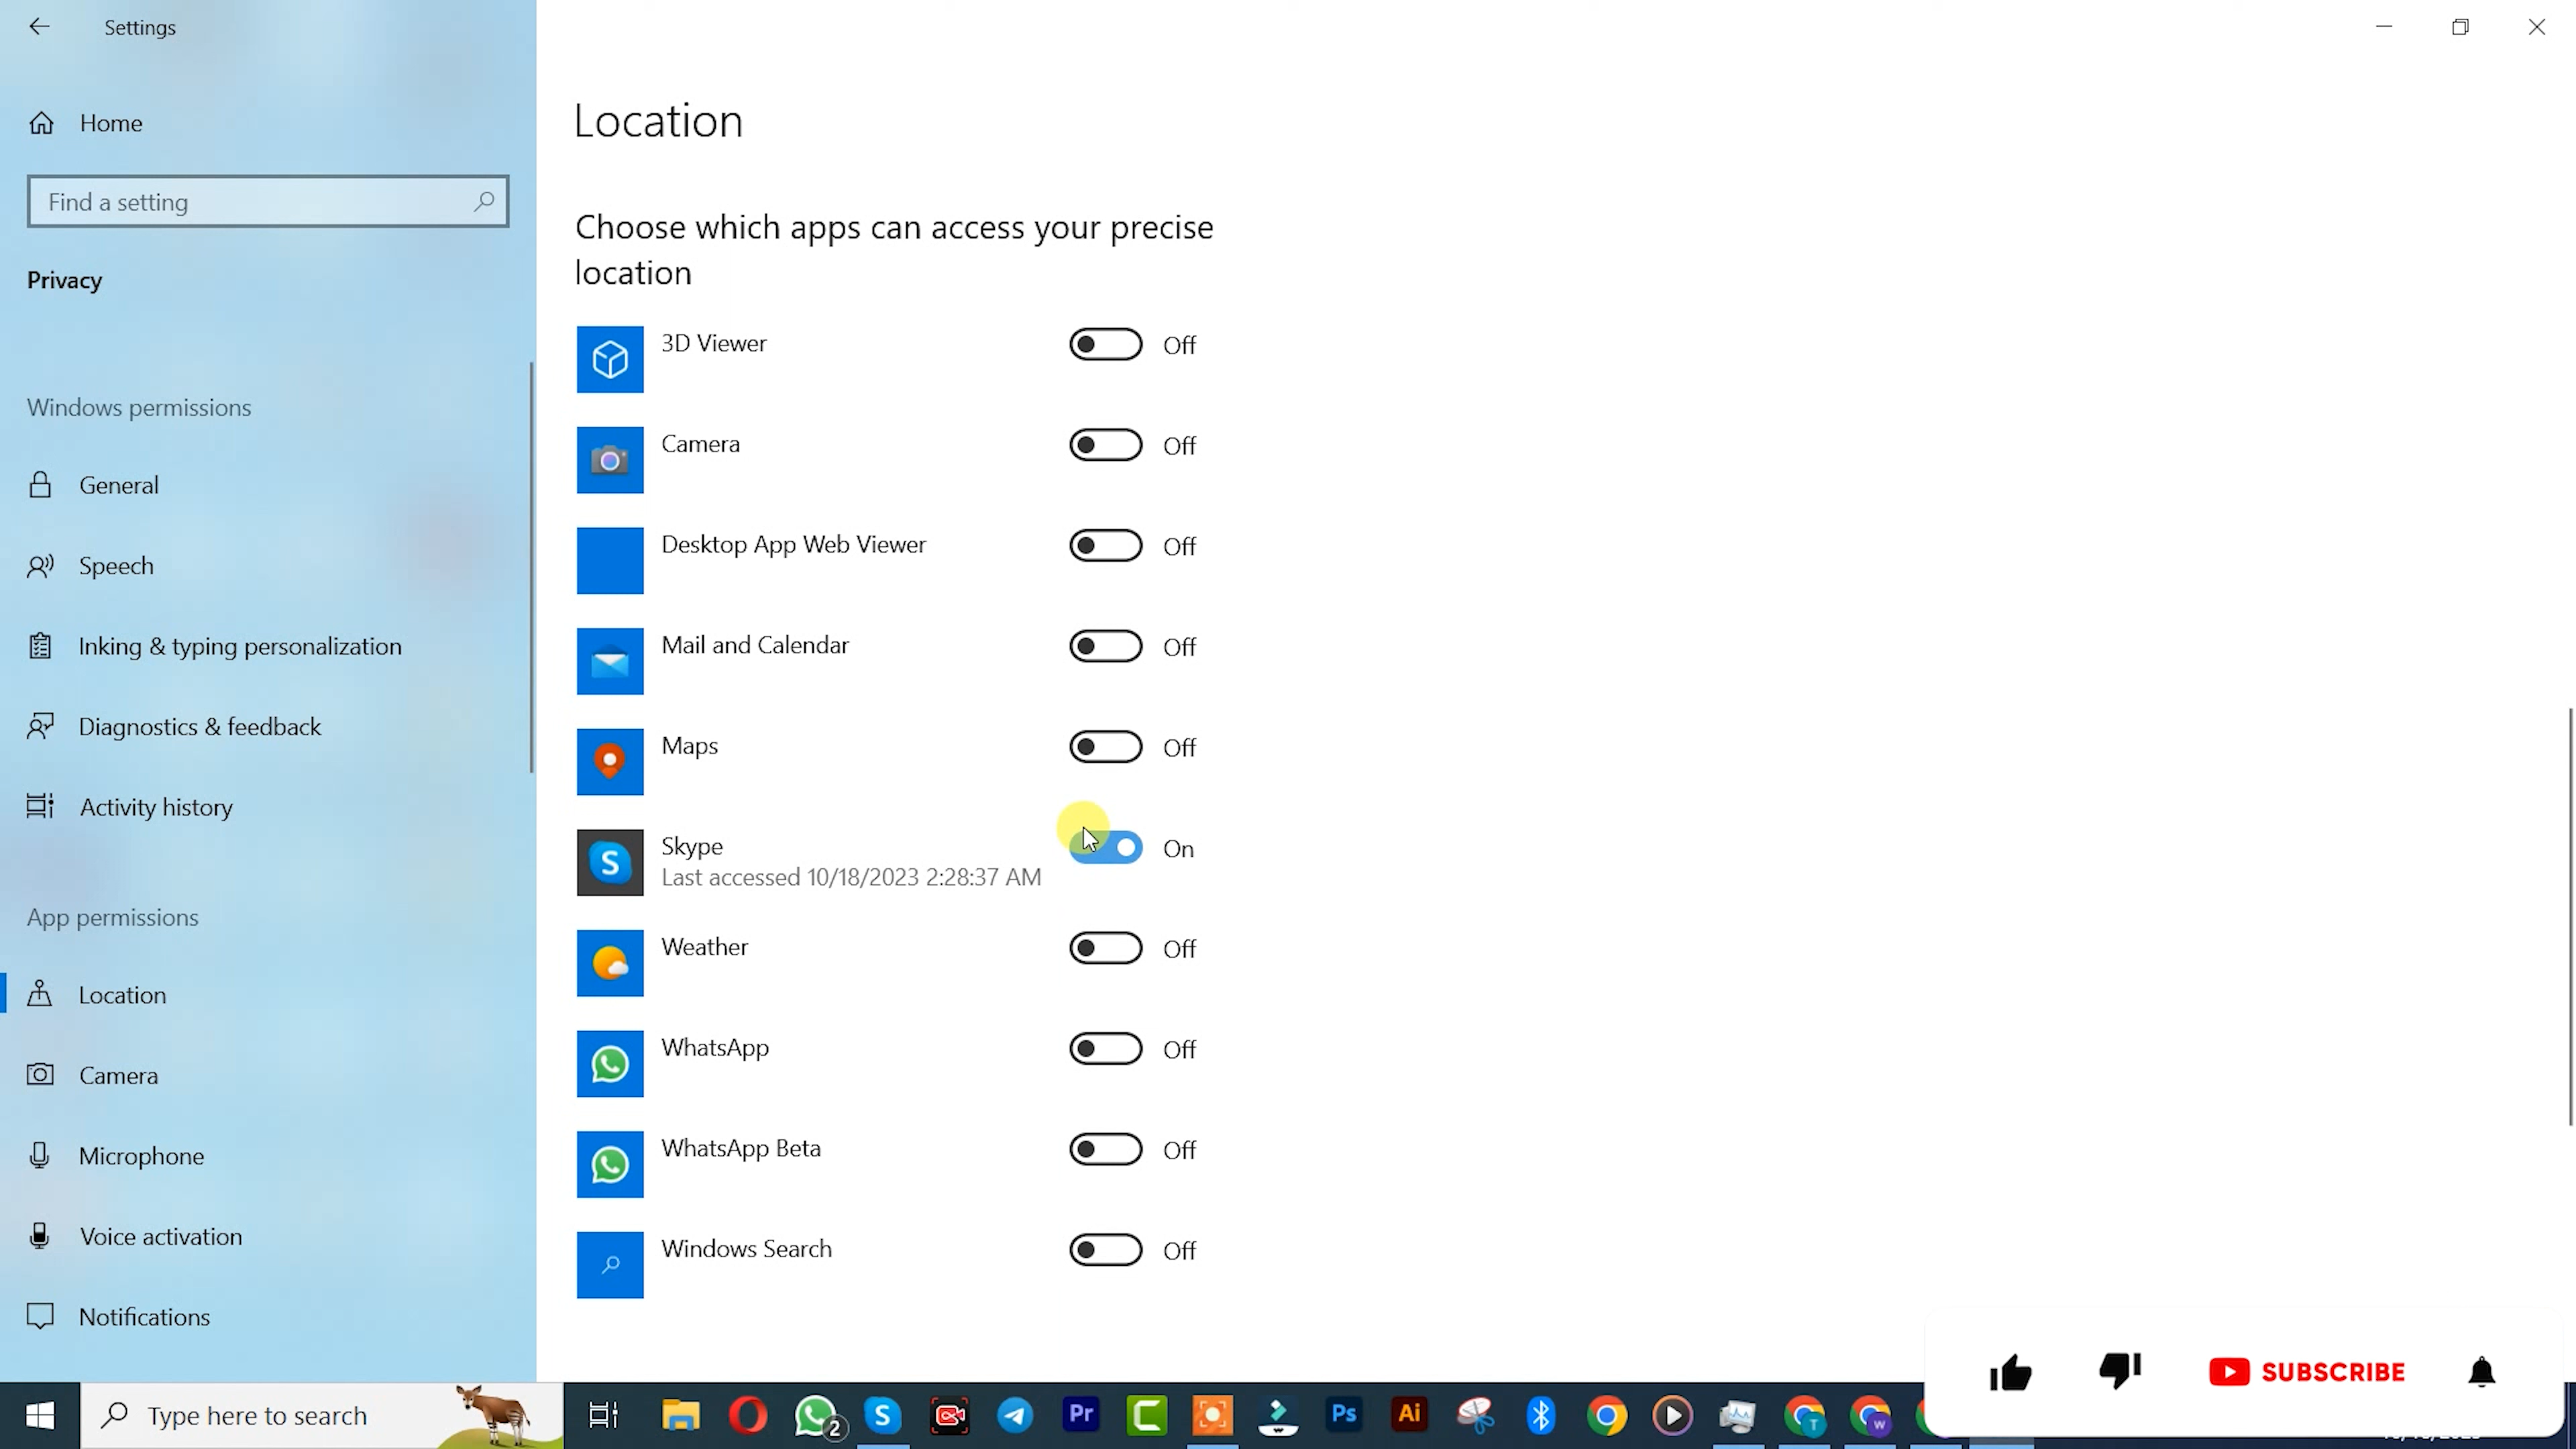 Settings
Home
Find a setting
Privacy
Windows permissions
General
Speech
Inking & typing personalization
Diagnostics & feedback
Activity history
App permissions
Location
Camera
Microphone
Voice activation
Notifications
Location
Choose which apps can access your precise
location
3D Viewer Off
Camera Off
Desktop App Web Viewer Off
Mail and Calendar Off
Maps Off
S Skype On
Last accessed 10/18/2023 2:28:37 AM
Weather Off
WhatsApp Off
WhatsApp Beta Off
Windows Search Off
SUBSCRIBE
Type here to search
2 S Pr C Ps Ai T W